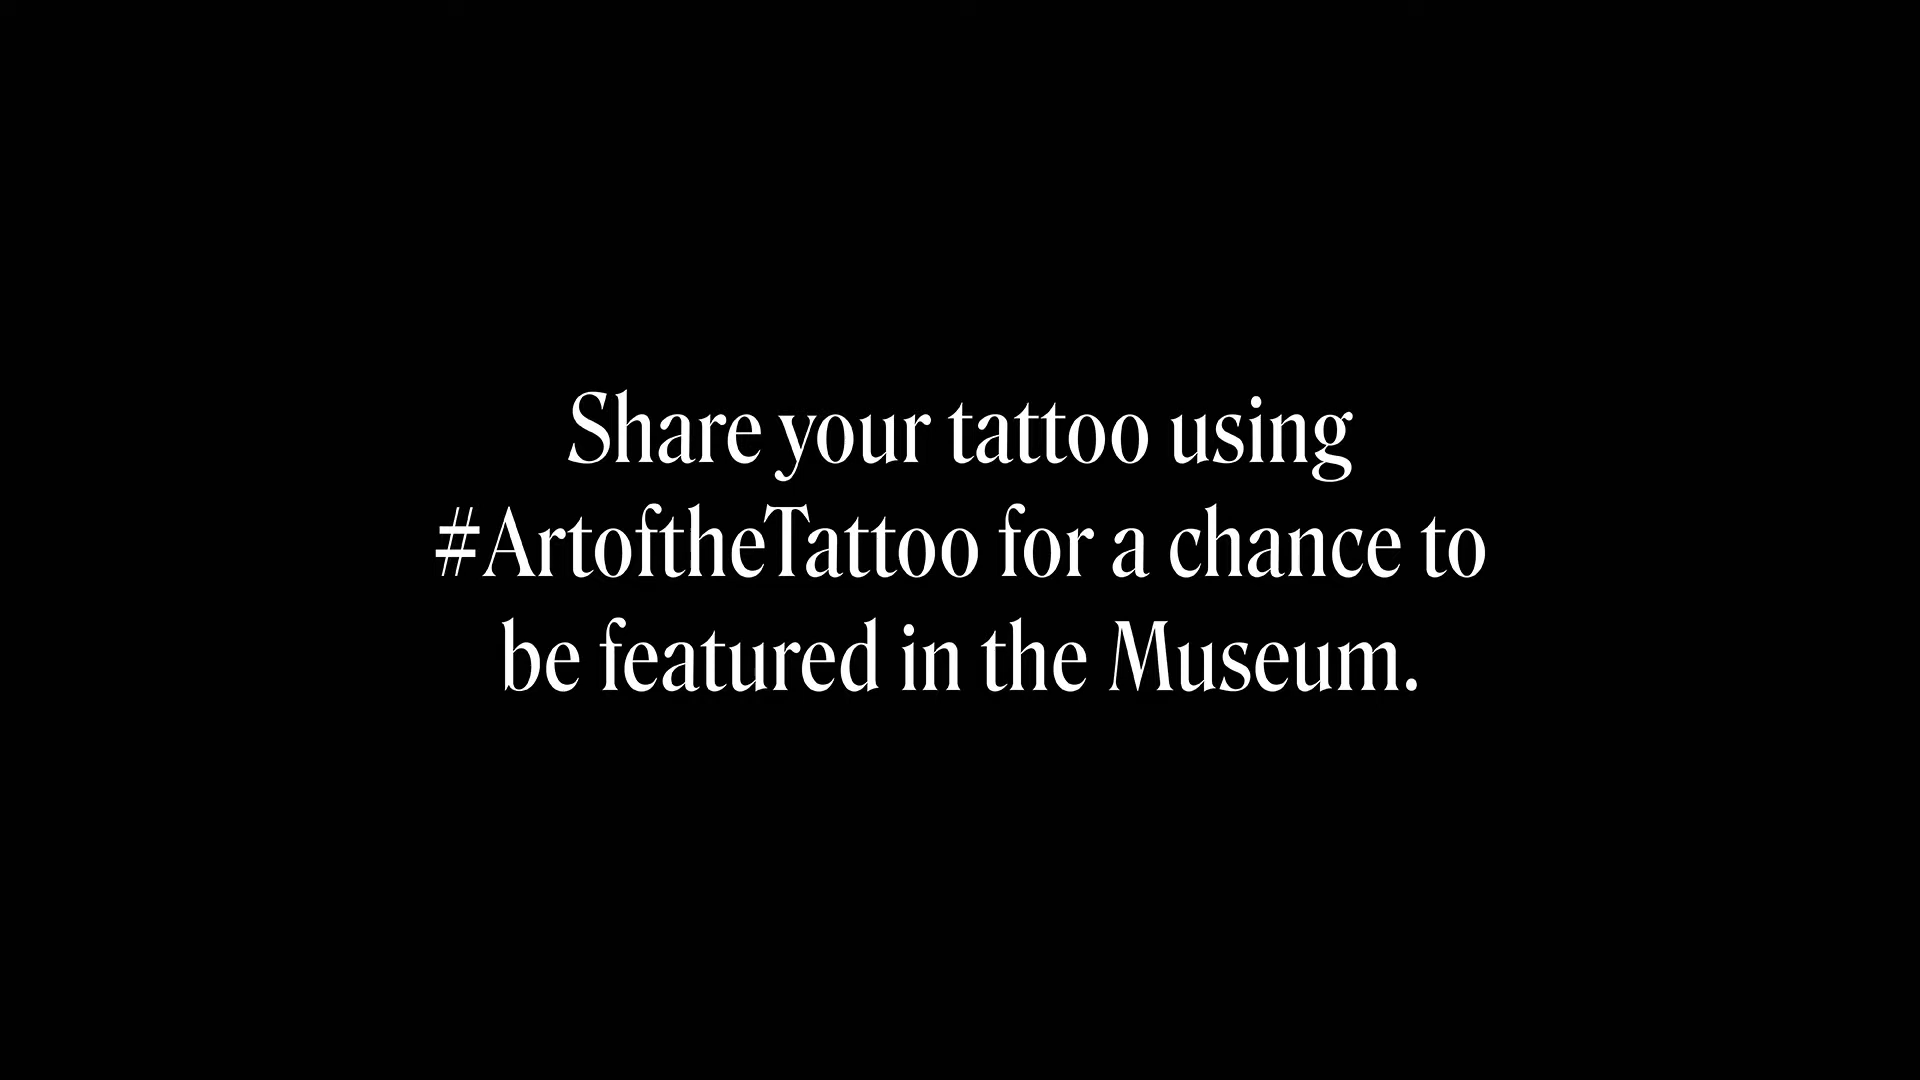 Share your tattoo using
#ArtoftheTattoo for a chance to
be featured in the Museum.